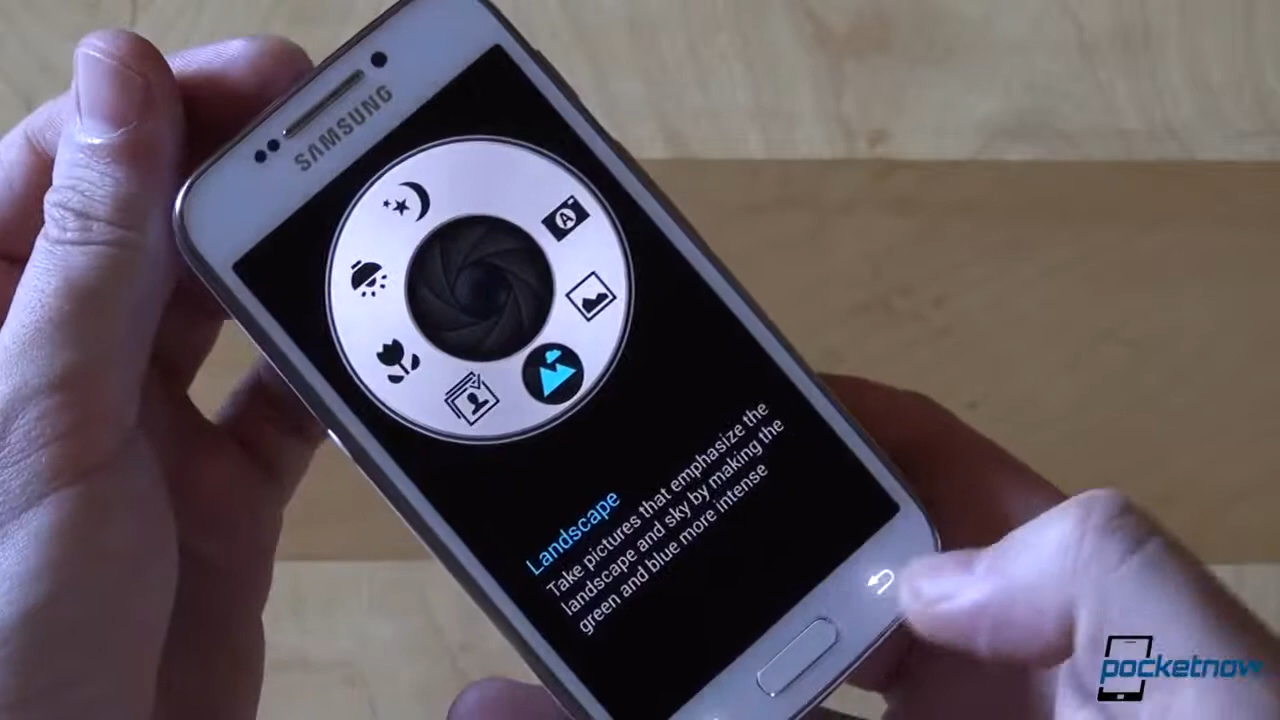 SAMSUNG
A
Landscape
Take pictures that emphasize the
landscape and sky by making the
green and blue more intense
pocketnow